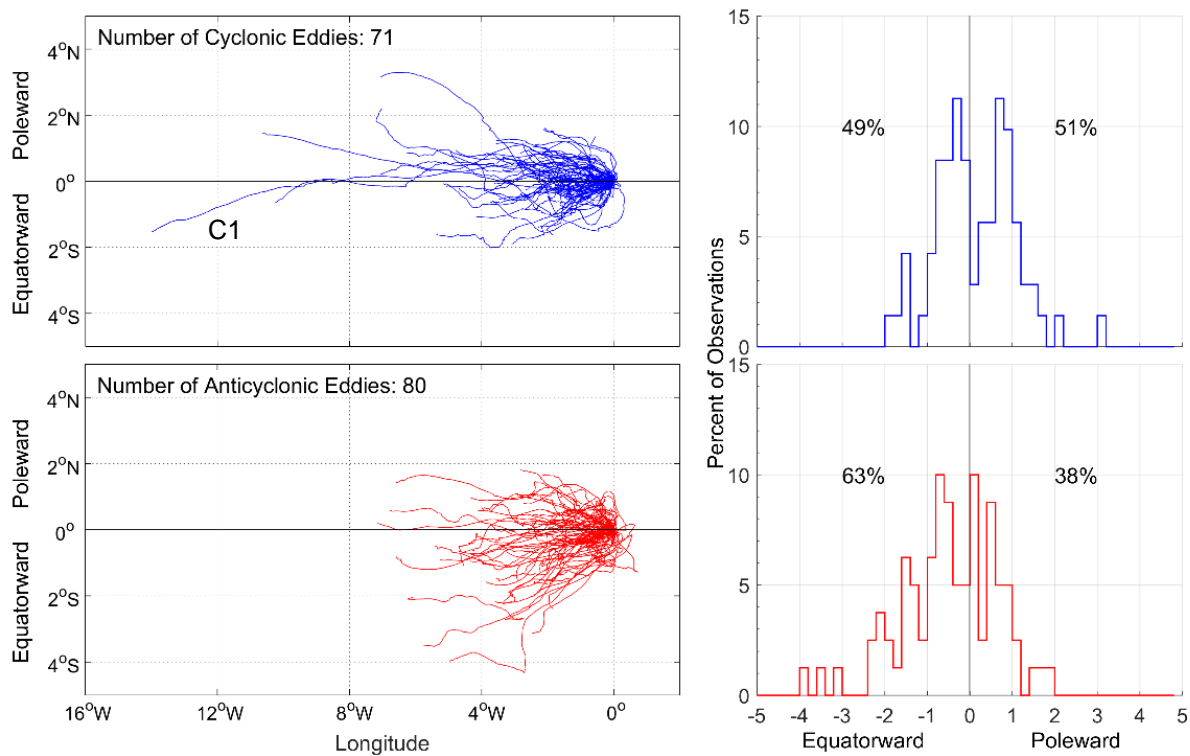 Number of Cyclonic Eddies: 71
4°N
2°N
0°
2°S
4°S
Poleward
Equatorward
C1
15
10
5
0
49%
51%
Number of Anticyclonic Eddies: 80
4°N
2°N
0°
2°S
4°S
Poleward
Equatorward
16°W
12°W
8°W
4°W
0°
Longitude
Percent of Observations
15
10
5
0
63%
38%
-5
-4
-3
-2
-1
0
1
2
3
4
5
Equatorward
Poleward